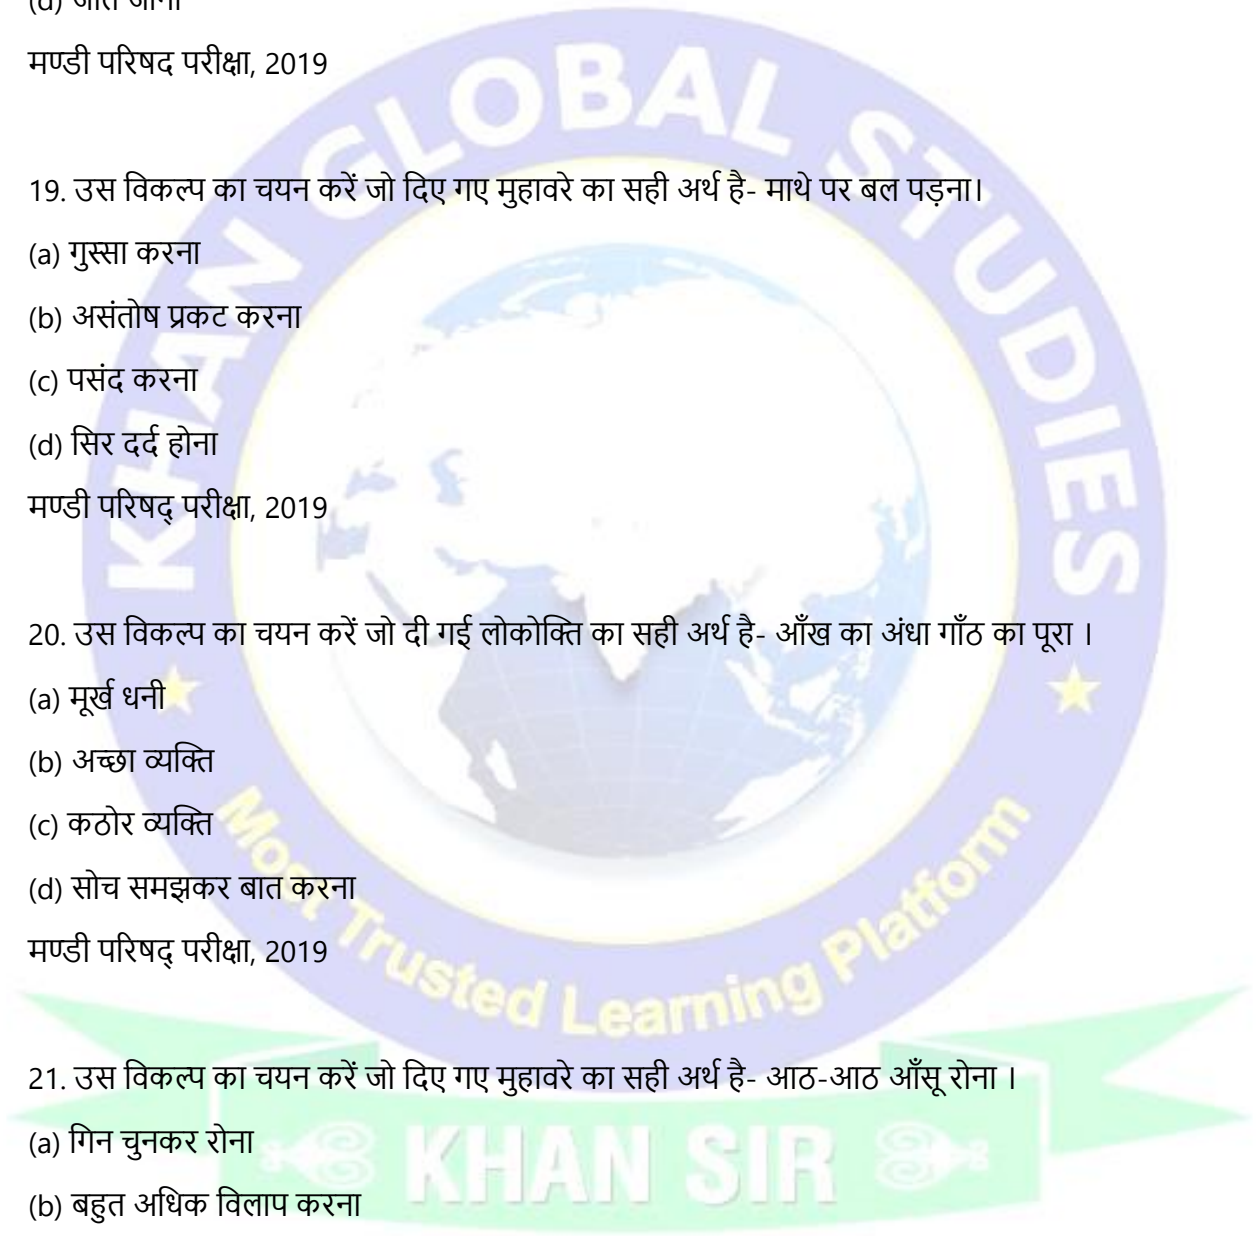 (d) जीत जाना
मण्डी परिषद परीक्षा, 2019
19. उस विकल्प का चयन करें जो दिए गए मुहावरे का सही अर्थ है- माथे पर बल पड़ना।
(a) गुस्सा करना
(b) असंतोष प्रकट करना
(c) पसंद करना
(d) सिर दर्द होना
मण्डी परिषद् परीक्षा, 2019
20. उस विकल्प का चयन करें जो दी गई लोकोक्ति का सही अर्थ है- आँख का अंधा गाँठ का पूरा ।
(a) मूर्ख धनी
(b) अच्छा व्यक्ति
(c) कठोर व्यक्ति
(d) सोच समझकर बात करना
मण्डी परिषद् परीक्षा, 2019
21. उस विकल्प का चयन करें जो दिए गए मुहावरे का सही अर्थ है- आठ-आठ आँसू रोना ।
(a) गिन चुनकर रोना
(b) बहुत अधिक विलाप करना
KHAN GLOBAL STUDIES
Most Trusted Learning Platform
KHAN SIR